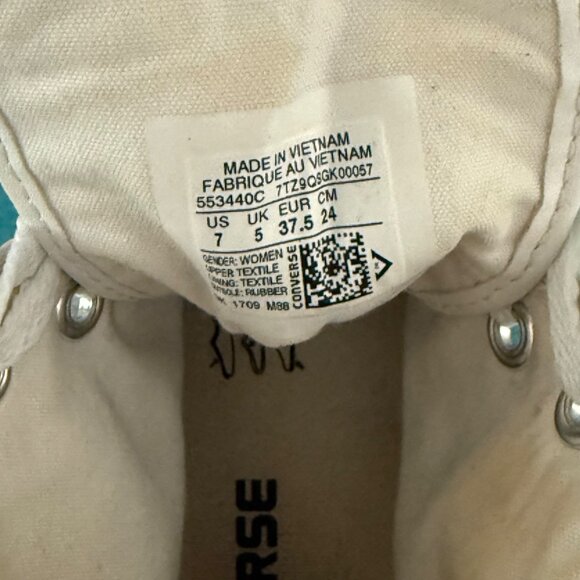 MADE IN VIETNAM
FABRIQUE AU VIETNAM
553440C 7TZ9Q9GK00057
US UK EUR CM
7 5 37.5 24
GENDER: WOMEN
UPPER TEXTILE
LINING: TEXTILE
OUTSOLE: RUBBER
1709 M88
CONVERSE
ERSE